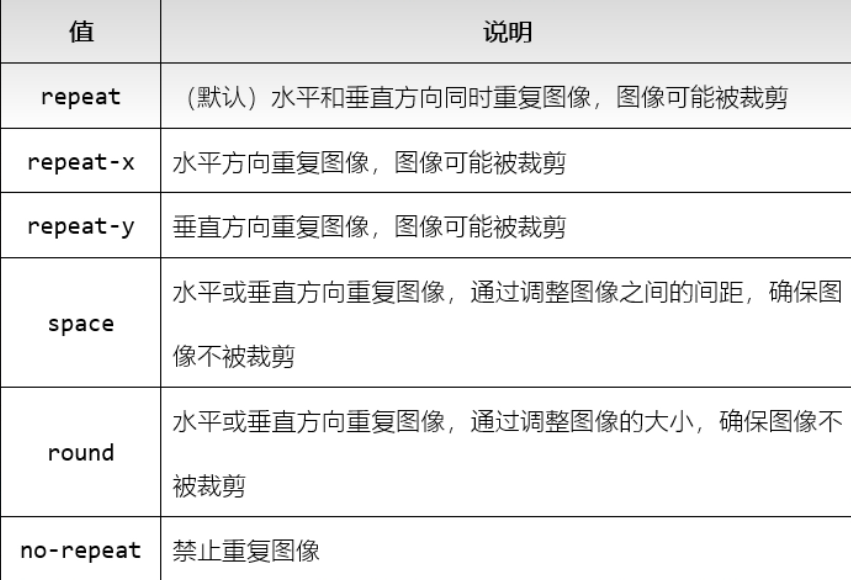 值 说明
repeat （默认）水平和垂直方向同时重复图像，图像可能被裁剪
repeat-x 水平方向重复图像，图像可能被裁剪
repeat-y 垂直方向重复图像，图像可能被裁剪
space 水平或垂直方向重复图像，通过调整图像之间的间距，确保图
像不被裁剪
round 水平或垂直方向重复图像，通过调整图像的大小，确保图像不
被裁剪
no-repeat 禁止重复图像